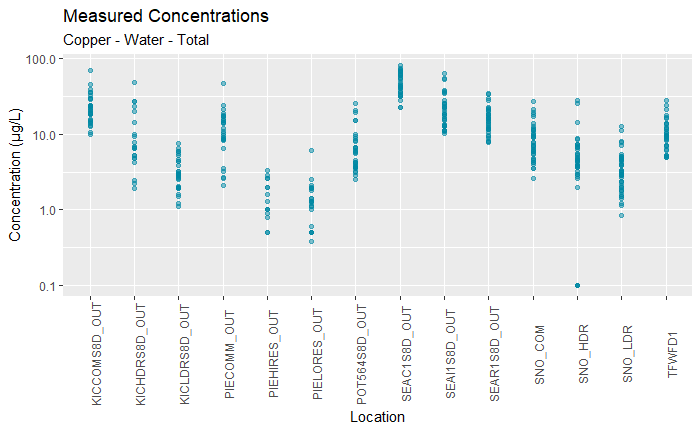 Measured Concentrations
Copper - Water - Total
Concentration (µg/L)
100.0
10.0
1.0
0.1
KICCOMS8D_OUT
KICHDRS8D_OUT
KICLDRS8D_OUT
PIECOMM_OUT
PIEHIRES_OUT
PIELORES_OUT
POT564S8D_OUT
SEAC1S8D_OUT
SEAI1S8D_OUT
SEAR1S8D_OUT
SNO_COM
SNO_HDR
SNO_LDR
TFWFD1
Location